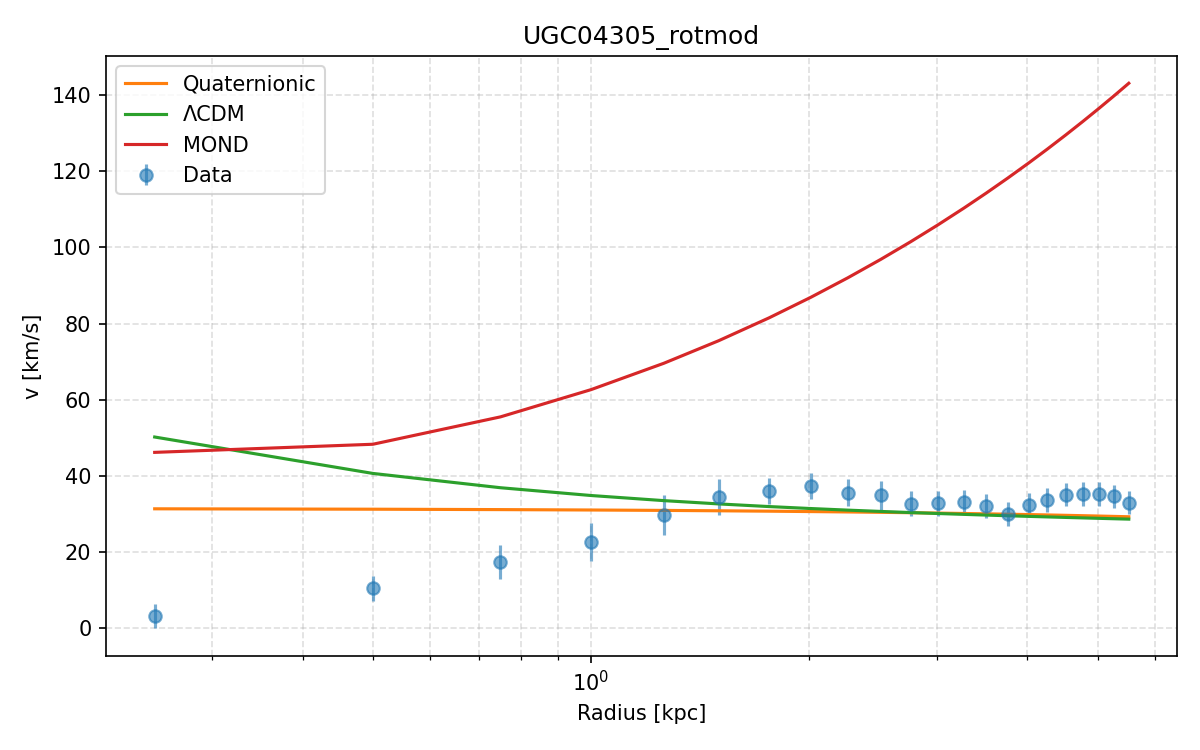 UGC04305_rotmod
Quaternionic
ΛCDM
MOND
Data
140
120
100
80
60
40
20
0
v [km/s]
10⁰
Radius [kpc]